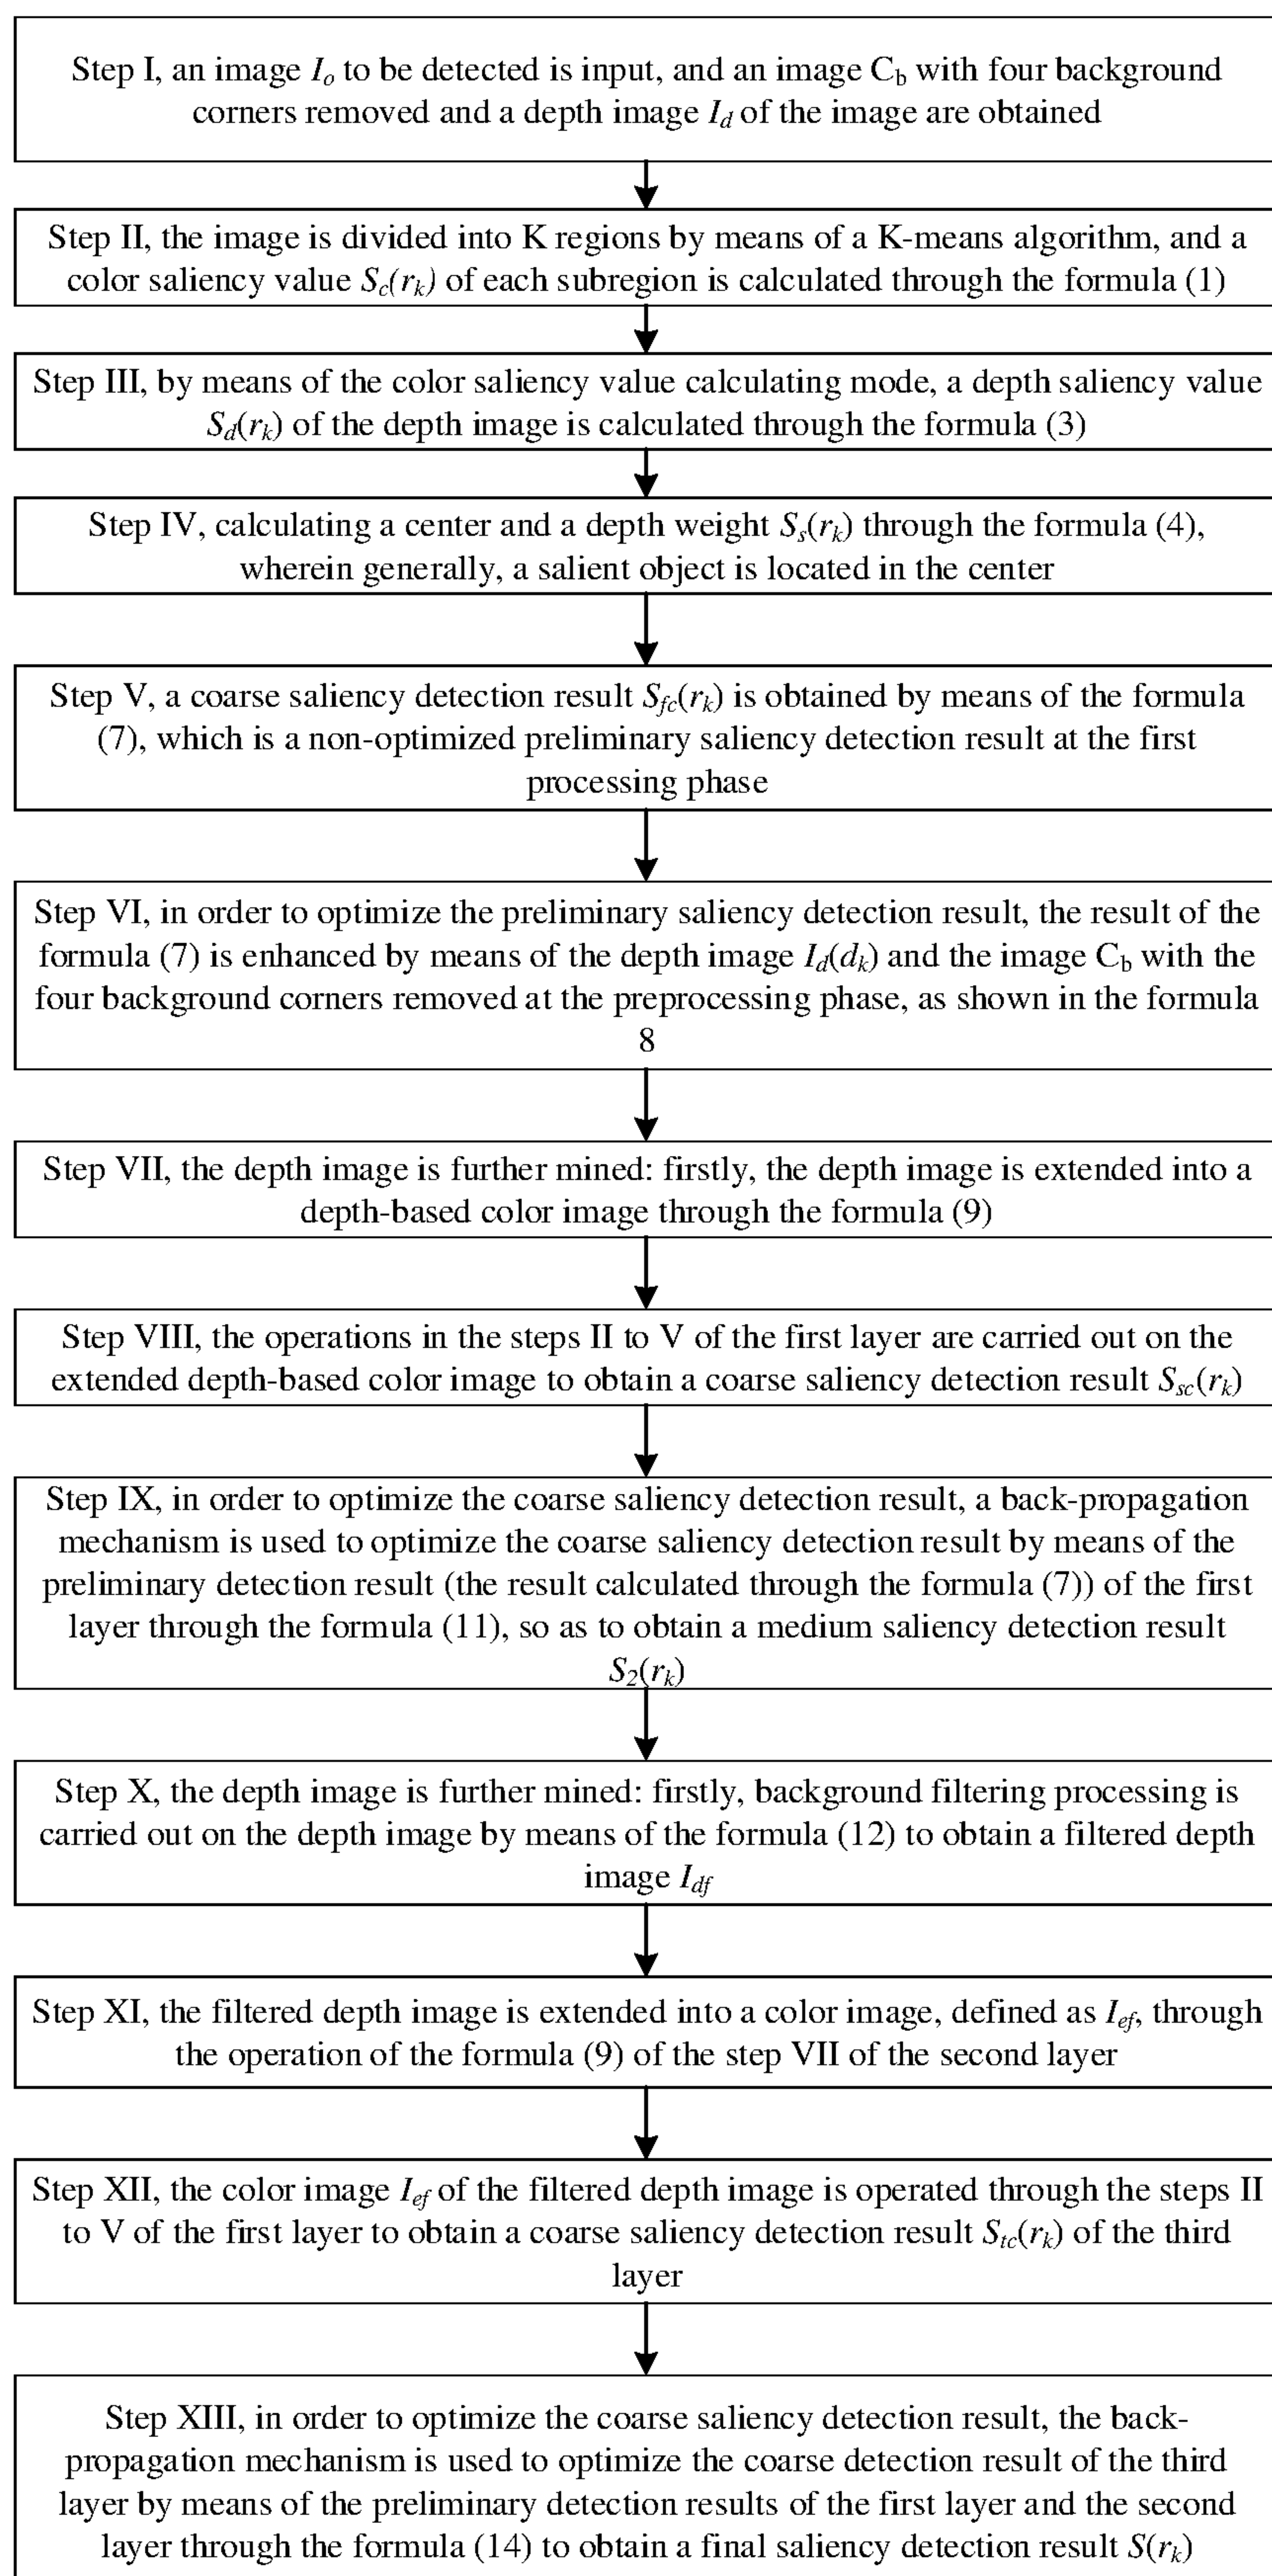 Step I, an image Io to be detected is input, and an image Cb with four background
corners removed and a depth image Id of the image are obtained
Step II, the image is divided into K regions by means of a K-means algorithm, and a
color saliency value Sc(rk) of each subregion is calculated through the formula (1)
Step III, by means of the color saliency value calculating mode, a depth saliency value
Sd(rk) of the depth image is calculated through the formula (3)
Step IV, calculating a center and a depth weight Ss(rk) through the formula (4),
wherein generally, a salient object is located in the center
Step V, a coarse saliency detection result Sfc(rk) is obtained by means of the formula
(7), which is a non-optimized preliminary saliency detection result at the first
processing phase
Step VI, in order to optimize the preliminary saliency detection result, the result of the
formula (7) is enhanced by means of the depth image Id(dk) and the image Cb with the
four background corners removed at the preprocessing phase, as shown in the formula
8
Step VII, the depth image is further mined: firstly, the depth image is extended into a
depth-based color image through the formula (9)
Step VIII, the operations in the steps II to V of the first layer are carried out on the
extended depth-based color image to obtain a coarse saliency detection result Ssc(rk)
Step IX, in order to optimize the coarse saliency detection result, a back-propagation
mechanism is used to optimize the coarse saliency detection result by means of the
preliminary detection result (the result calculated through the formula (7)) of the first
layer through the formula (11), so as to obtain a medium saliency detection result
S2(rk)
Step X, the depth image is further mined: firstly, background filtering processing is
carried out on the depth image by means of the formula (12) to obtain a filtered depth
image Idf
Step XI, the filtered depth image is extended into a color image, defined as Ief, through
the operation of the formula (9) of the step VII of the second layer
Step XII, the color image Ief of the filtered depth image is operated through the steps II
to V of the first layer to obtain a coarse saliency detection result Stc(rk) of the third
layer
Step XIII, in order to optimize the coarse saliency detection result, the back-
propagation mechanism is used to optimize the coarse detection result of the third
layer by means of the preliminary detection results of the first layer and the second
layer through the formula (14) to obtain a final saliency detection result S(rk)